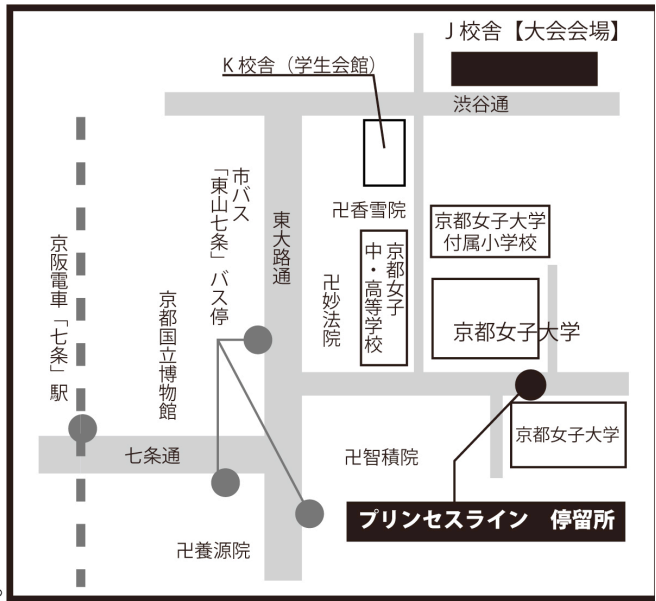 J校舎【大会会場】
K校舎（学生会館）
渋谷通
市バス
「東山七条」バス停
東大路通
卍香雪院
京都女子大学
付属小学校
京都女子
中・高等学校
卍妙法院
京都女子大学
京阪電車「七条」駅
京都国立博物館
七条通
卍智積院
京都女子大学
プリンセスライン　停留所
卍養源院